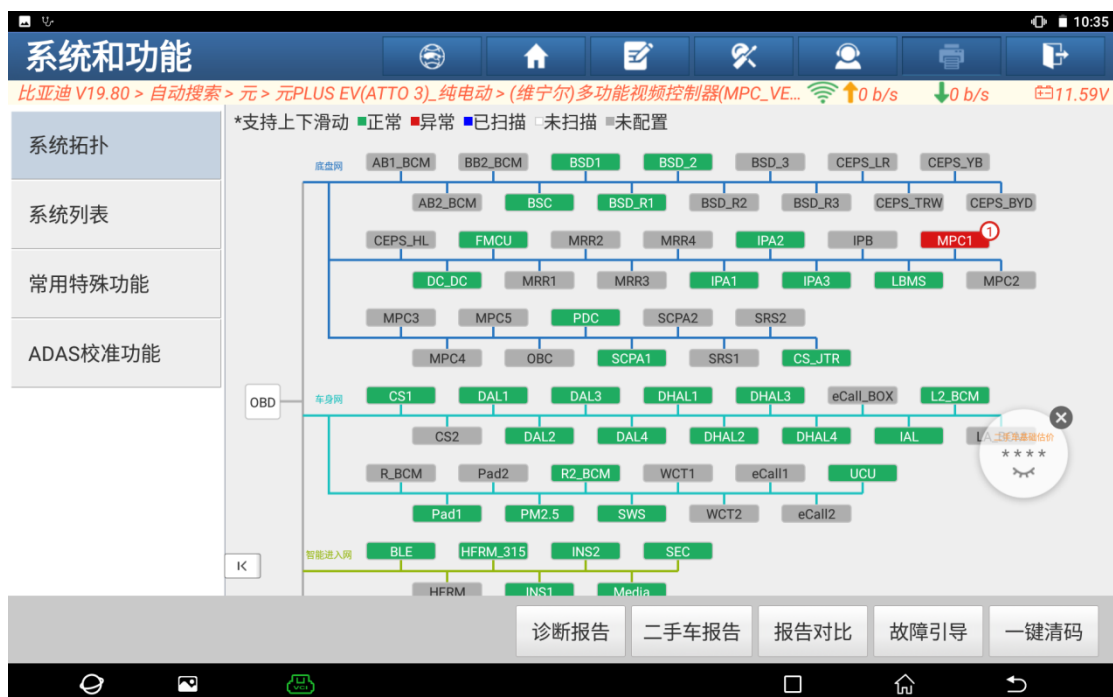 10:35
系统和功能
比亚迪 V19.80 > 自动搜索 > 元 > 元PLUS EV(ATTO 3)_纯电动 > (维宁尔)多功能视频控制器(MPC_VE... 0 b/s 0 b/s 11.59V
系统拓扑
系统列表
常用特殊功能
ADAS校准功能
*支持上下滑动 正常 异常 已扫描 未扫描 未配置
底盘网 AB1_BCM BB2_BCM BSD1 BSD_2 BSD_3 CEPS_LR CEPS_YB
AB2_BCM BSC BSD_R1 BSD_R2 BSD_R3 CEPS_TRW CEPS_BYD
CEPS_HL FMCU MRR2 MRR4 IPA2 IPB MPC1 1
DC_DC MRR1 MRR3 IPA1 IPA3 LBMS MPC2
MPC3 MPC5 PDC SCPA2 SRS2
MPC4 OBC SCPA1 SRS1 CS_JTR
OBD
车身网 CS1 DAL1 DAL3 DHAL1 DHAL3 eCall_BOX L2_BCM
CS2 DAL2 DAL4 DHAL2 DHAL4 IAL
****
R_BCM Pad2 R2_BCM WCT1 eCall1 UCU
Pad1 PM2.5 SWS WCT2 eCall2
智能进入网 BLE HFRM_315 INS2 SEC
HFRM INS1 Media
诊断报告 二手车报告 报告对比 故障引导 一键清码
VCI